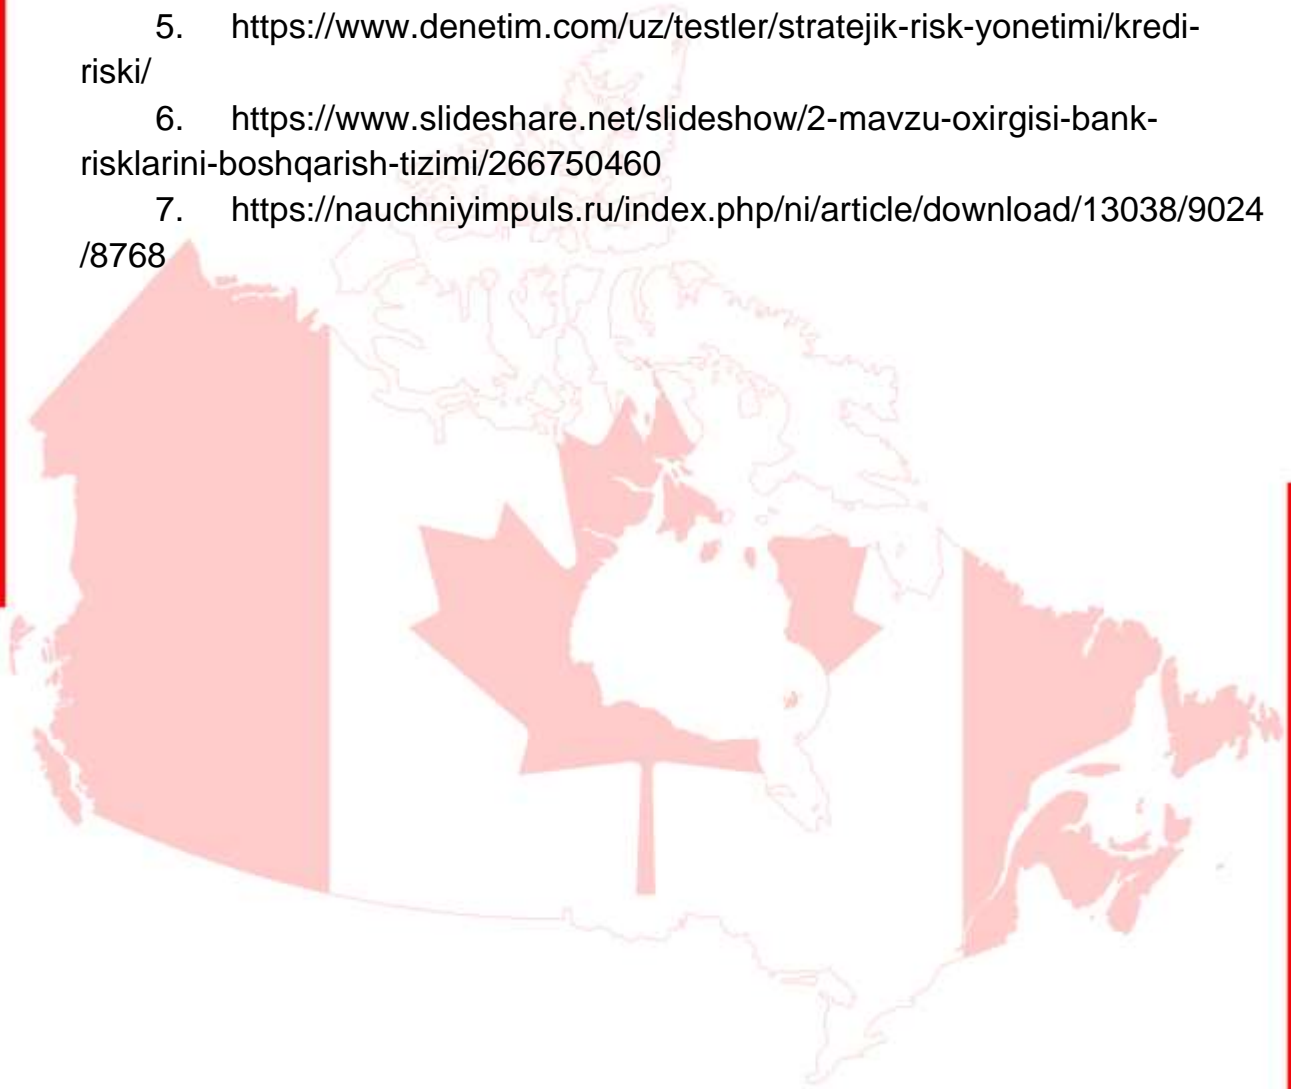 5. https://www.denetim.com/uz/testler/stratejik-risk-yonetimi/kredi-
riski/
6. https://www.slideshare.net/slideshow/2-mavzu-oxirgisi-bank-
risklarini-boshqarish-tizimi/266750460
7. https://nauchniyimpuls.ru/index.php/ni/article/download/13038/9024
/8768